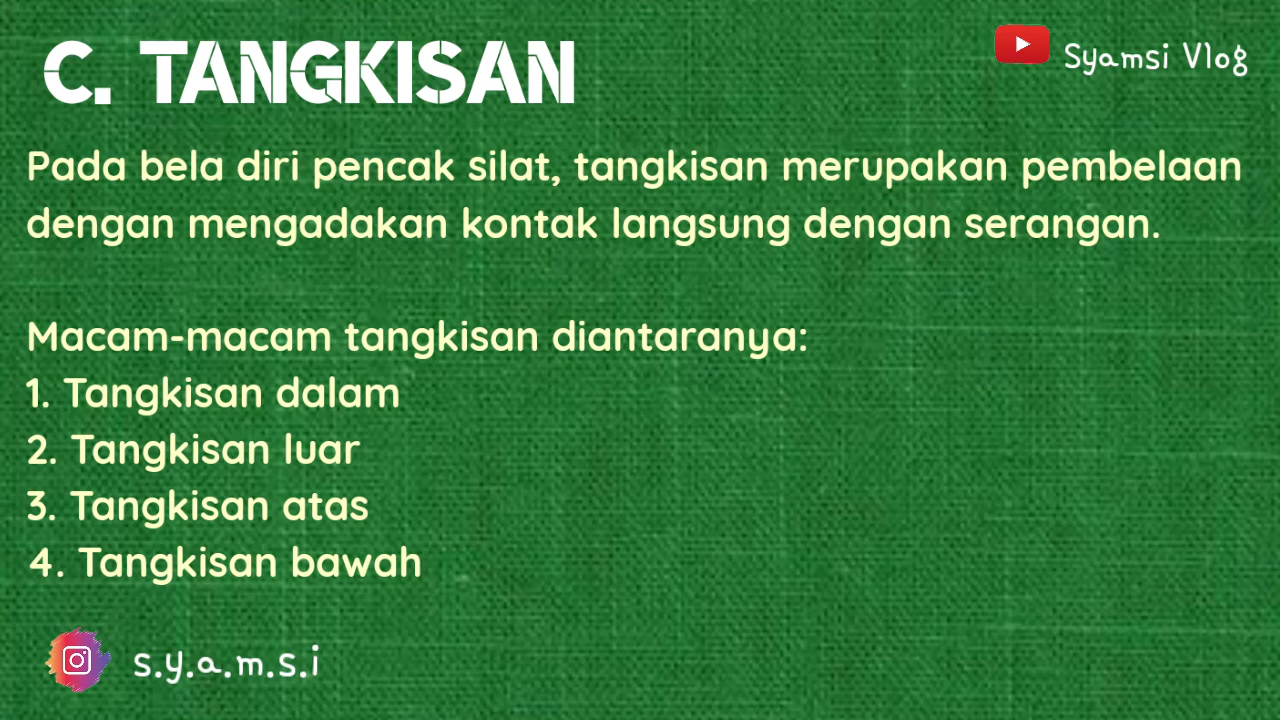 C. TANGKISAN
Syamsi Vlog
Pada bela diri pencak silat, tangkisan merupakan pembelaan
dengan mengadakan kontak langsung dengan serangan.
Macam-macam tangkisan diantaranya:
1. Tangkisan dalam
2. Tangkisan luar
3. Tangkisan atas
4. Tangkisan bawah
s.y.a.m.s.i